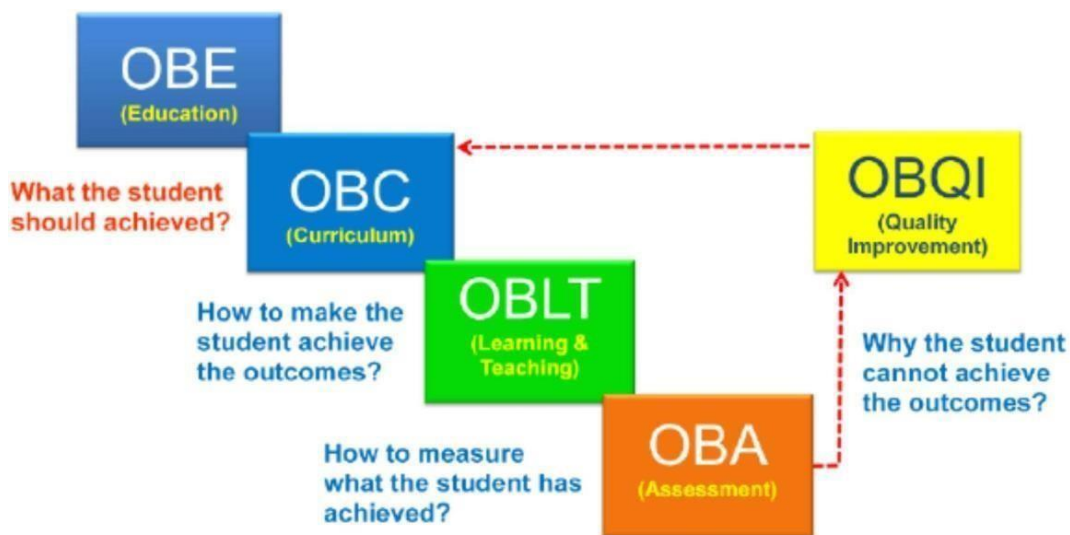 OBE
(Education)
What the student
should achieved?
OBC
(Curriculum)
OBQI
(Quality
Improvement)
How to make the
student achieve
the outcomes?
OBLT
(Learning &
Teaching)
Why the student
cannot achieve
the outcomes?
How to measure
what the student has
achieved?
OBA
(Assessment)